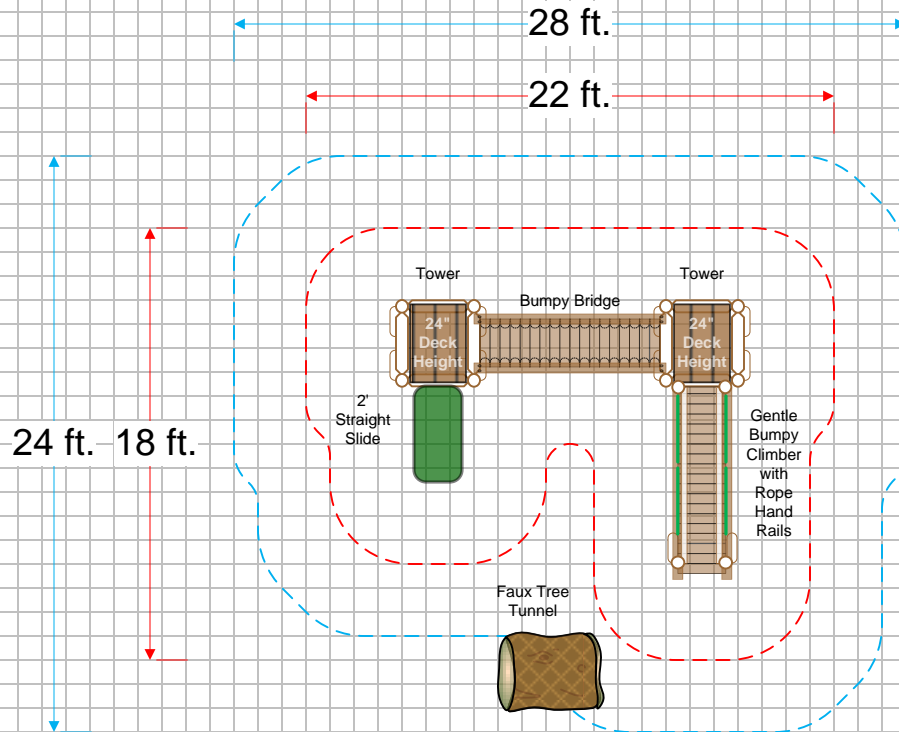 28 ft.
22 ft.
Tower
Tower
Bumpy Bridge
24"
Deck
Height
24"
Deck
Height
2'
Straight
Slide
Gentle
Bumpy
Climber
with
Rope
Hand
Rails
24 ft.
18 ft.
Faux Tree
Tunnel